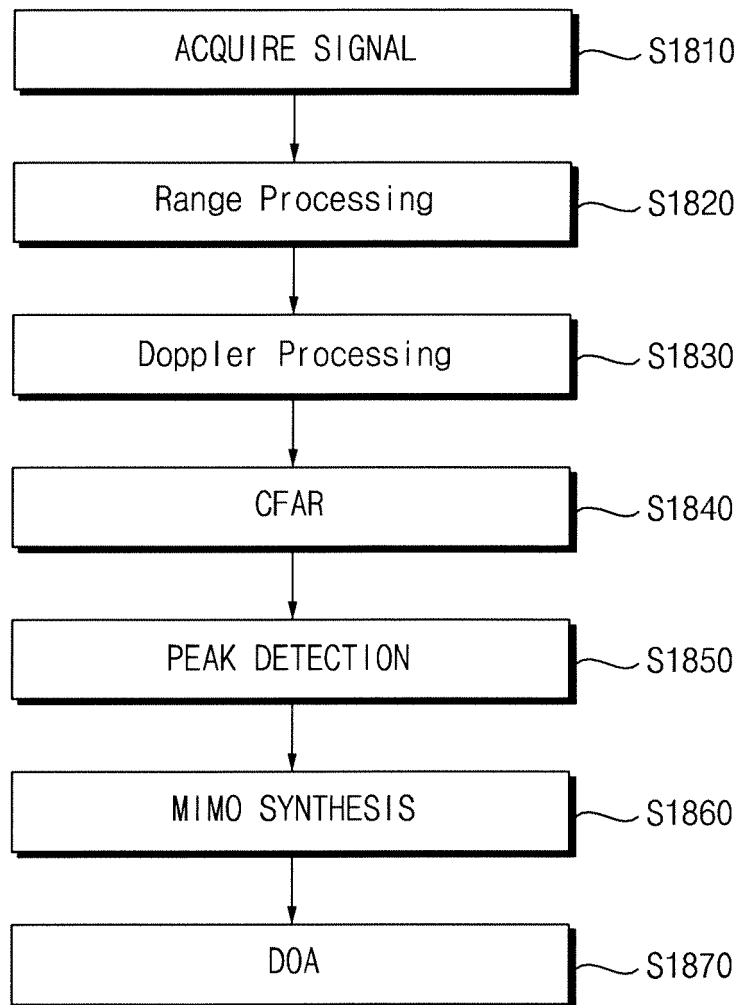 ACQUIRE SIGNAL S1810
Range Processing S1820
Doppler Processing S1830
CFAR S1840
PEAK DETECTION S1850
MIMO SYNTHESIS S1860
DOA S1870